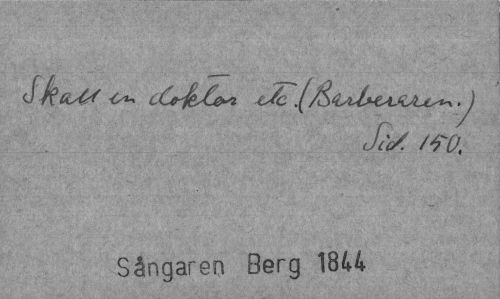 Skall en doktor etc. (Barberaren.)
Sid. 150.
Sångaren Berg 1844